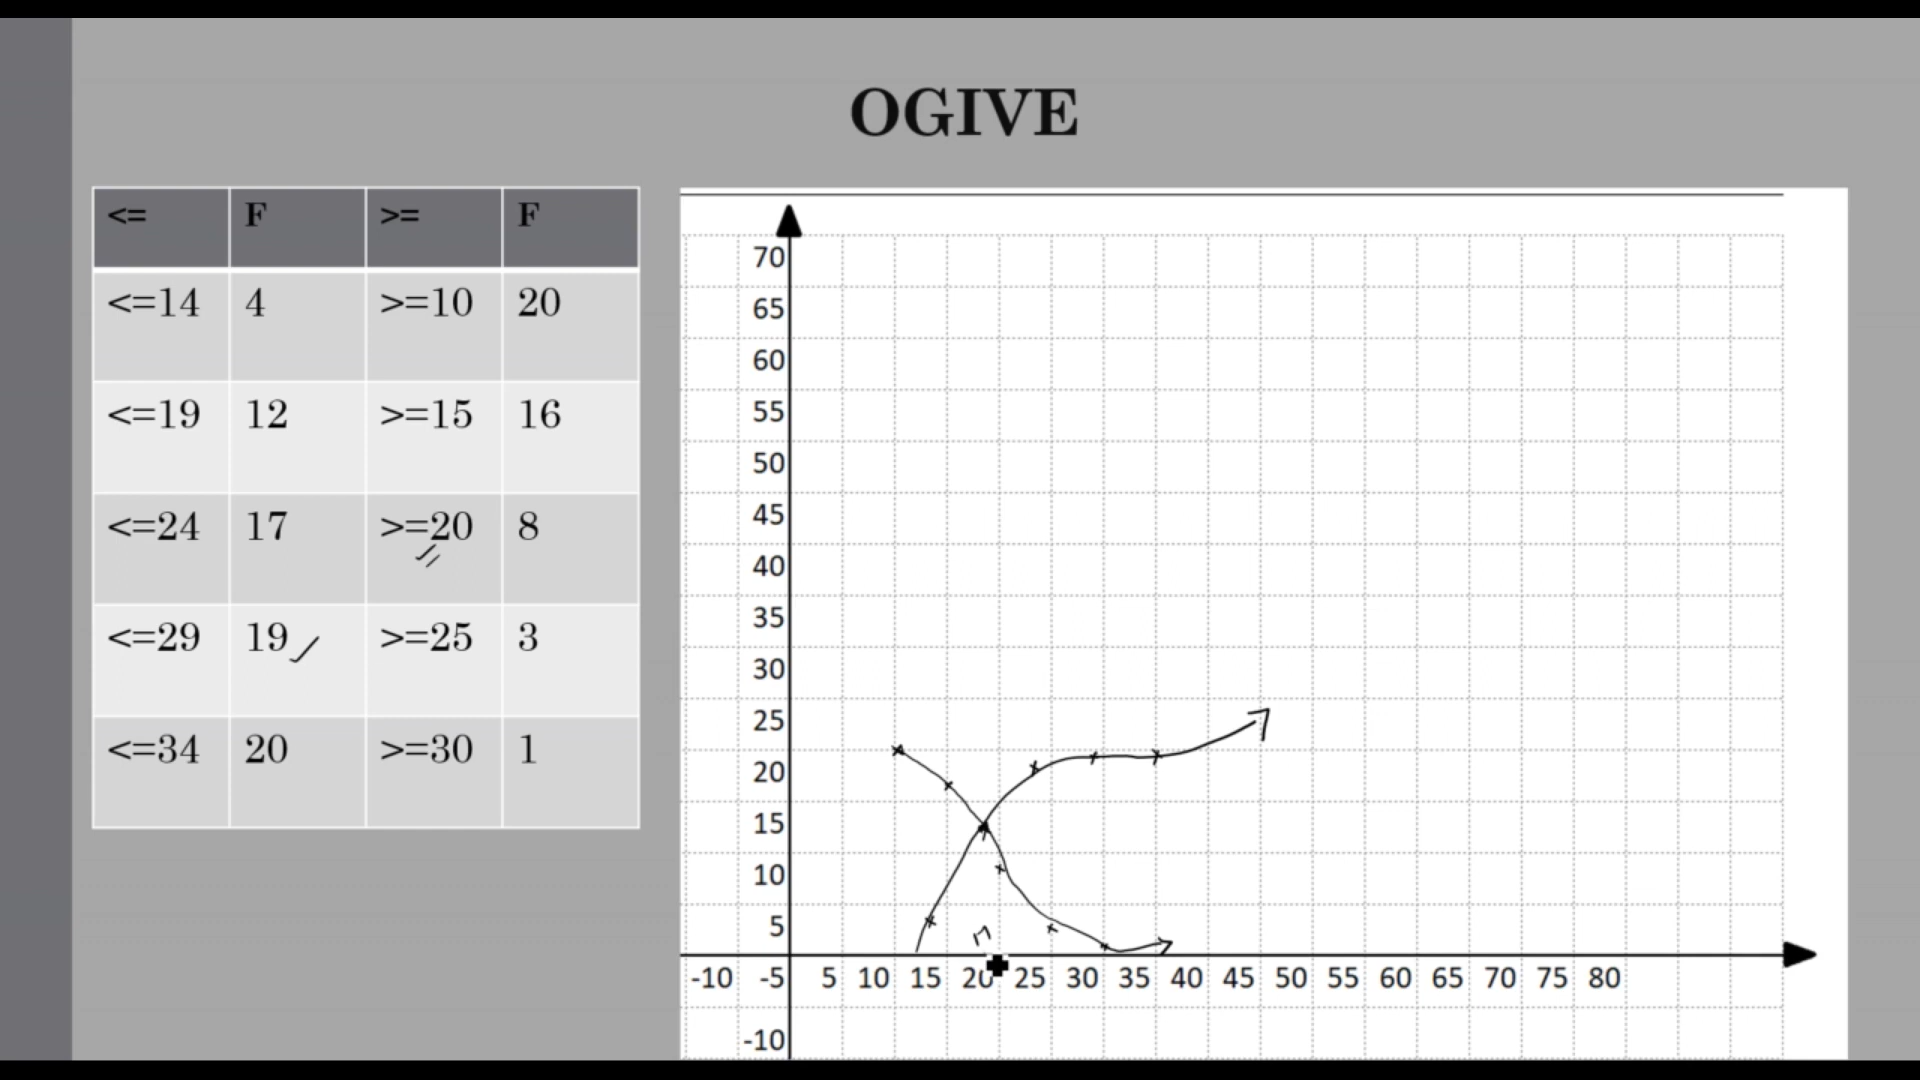 OGIVE
<= F >= F
<=14 4 >=10 20
<=19 12 >=15 16
<=24 17 >=20 8
<=29 19 >=25 3
<=34 20 >=30 1
70
65
60
55
50
45
40
35
30
25
20
15
10
5
-10 -5 5 10 15 20 25 30 35 40 45 50 55 60 65 70 75 80
-10